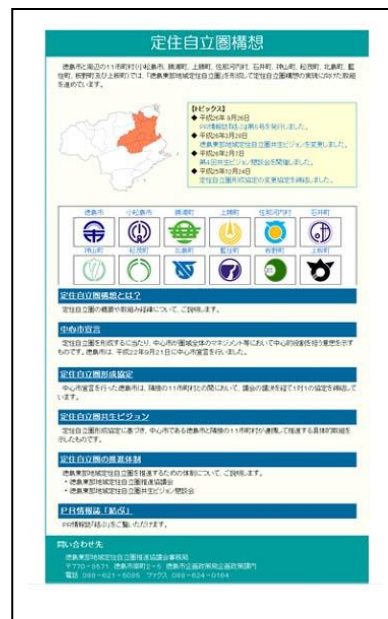 定住自立圏構想
徳島市と周辺の11市町村(小松島市、勝浦町、上勝町、佐那河内村、石井町、神山町、松茂町、北島町、藍
住町、板野町及び上板町)では、「徳島東部地域定住自立圏」を形成して定住自立圏構想の実現に向けた取組
を進めています。
【トピックス】
◆ 平成26年9月26日
PR情報誌『結ぶ』第5号を発行しました。
徳島東部地域定住自立圏共生ビジョンを変更しました。
◆ 平成26年2月7日
第4回共生ビジョン懇談会を開催しました。
◆ 平成25年12月24日
定住自立圏形成協定の変更協定を締結しました。
徳島市 小松島市 勝浦町 上勝町 佐那河内村 石井町
神山町 松茂町 北島町 藍住町 板野町 上板町
定住自立圏構想とは？
定住自立圏の概要や取組み経緯について、ご説明します。
中心市宣言
定住自立圏を形成するに当たり、中心市が圏域全体のマネジメント等において中心的役割を担う意思を示す
ものです。徳島市は、平成22年9月21日に中心市宣言を行いました。
定住自立圏形成協定
中心市宣言を行った徳島市は、隣接の11市町村との間において、議会の議決を経て1対1の協定を締結して
います。
定住自立圏共生ビジョン
定住自立圏形成協定に基づき、中心市である徳島市と隣接の11市町村が連携して推進する具体的取組を
示したものです。
定住自立圏の推進体制
徳島東部地域定住自立圏を推進するための体制について、ご説明します。
・徳島東部地域定住自立圏推進協議会
・徳島東部地域定住自立圏共生ビジョン懇談会
ＰＲ情報誌「結ぶ」
PR情報誌「結ぶ」をご覧いただけます。
問い合わせ先
徳島東部地域定住自立圏推進協議会事務局
〒770-8571 徳島市幸町2-5 徳島市企画政策局企画政策課内
電話 088-621-5085 ファクス 088-624-0164